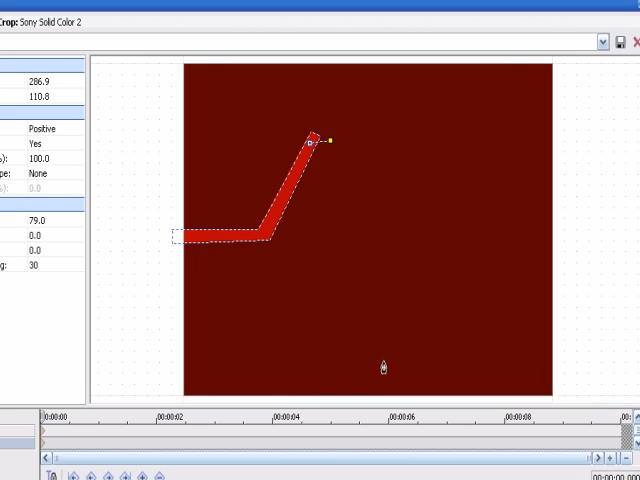 Crop: Sony Solid Color 2
286.9
110.8
Positive
Yes
%): 100.0
pe: None
%): 0.0
79.0
0.0
0.0
g: 30
00:00:00 00:00:02 00:00:04 00:00:06 00:00:08 00:
00:00:00.000